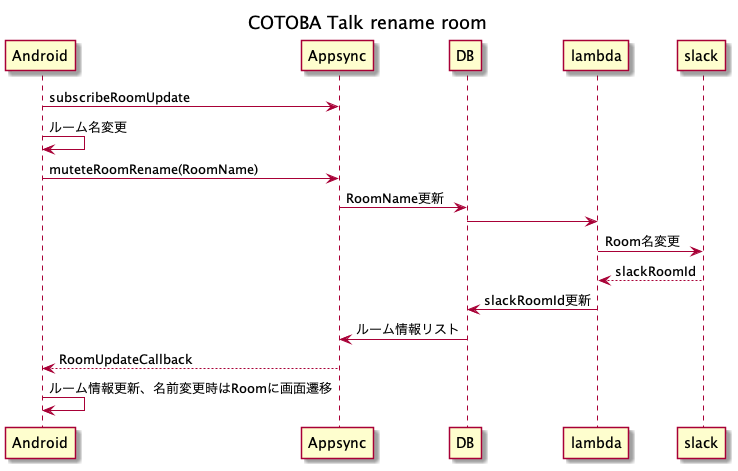 COTOBA Talk rename room
Android
Appsync
DB
lambda
slack
subscribeRoomUpdate
ルーム名変更
muteteRoomRename(RoomName)
RoomName更新
Room名変更
slackRoomId
slackRoomId更新
ルーム情報リスト
RoomUpdateCallback
ルーム情報更新、名前変更時はRoomに画面遷移
Android
Appsync
DB
lambda
slack